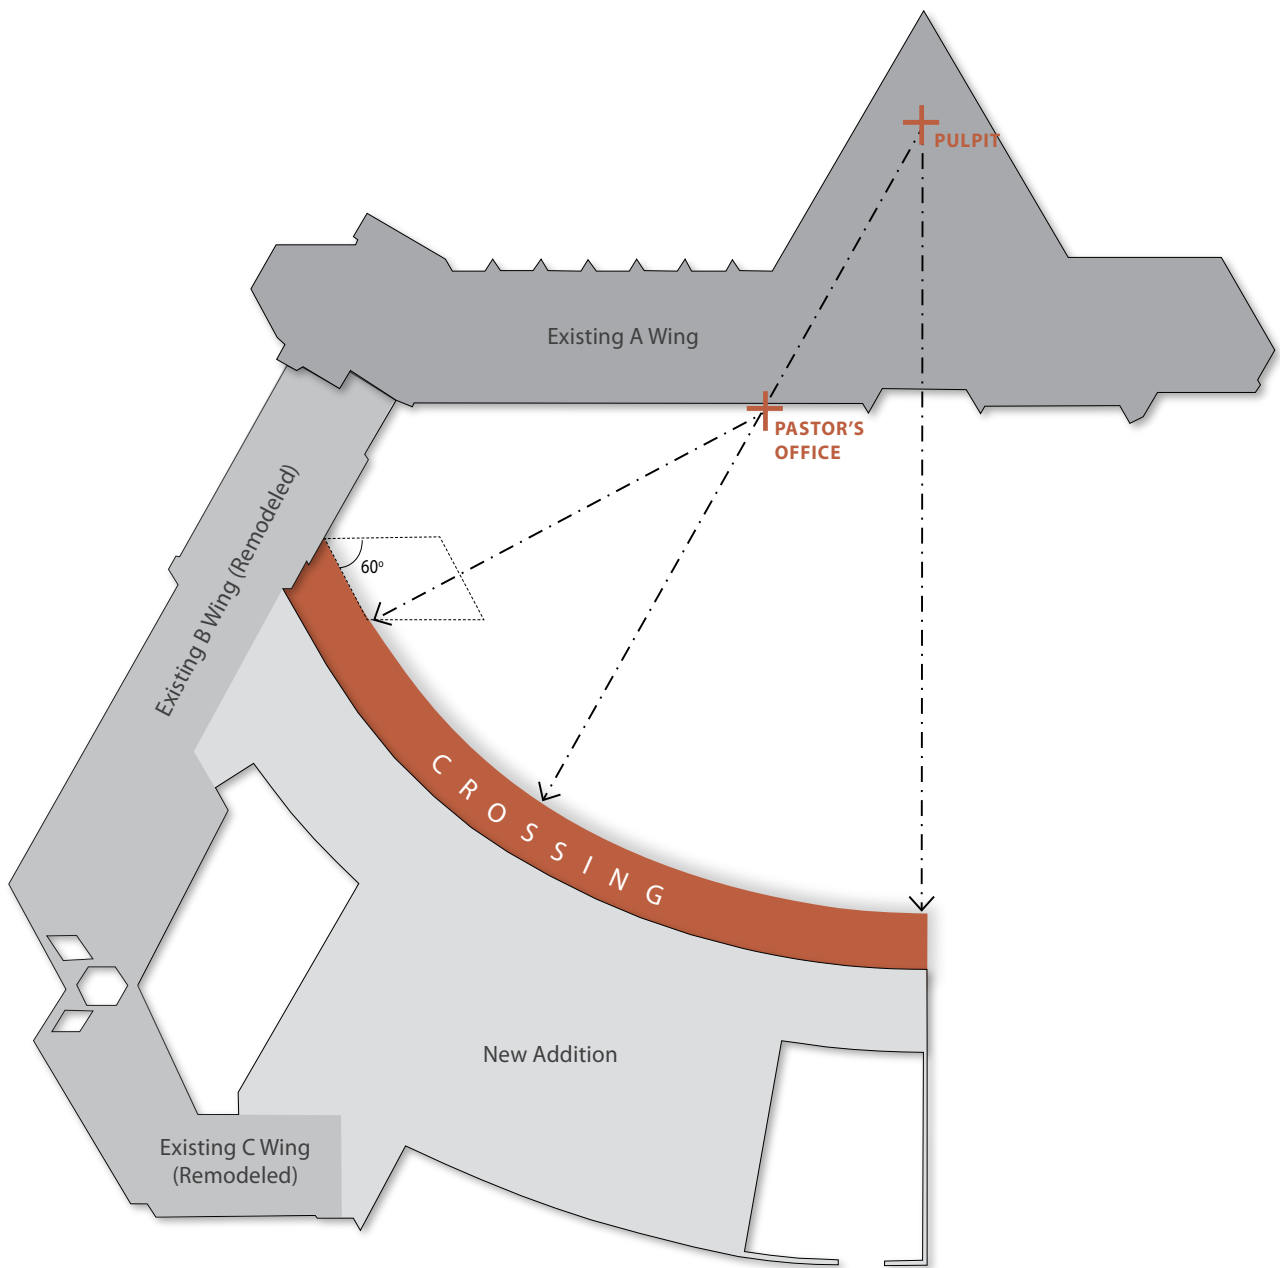 PULPIT
Existing A Wing
PASTOR'S
OFFICE
60º
Existing B Wing (Remodeled)
CROSSING
New Addition
Existing C Wing
(Remodeled)